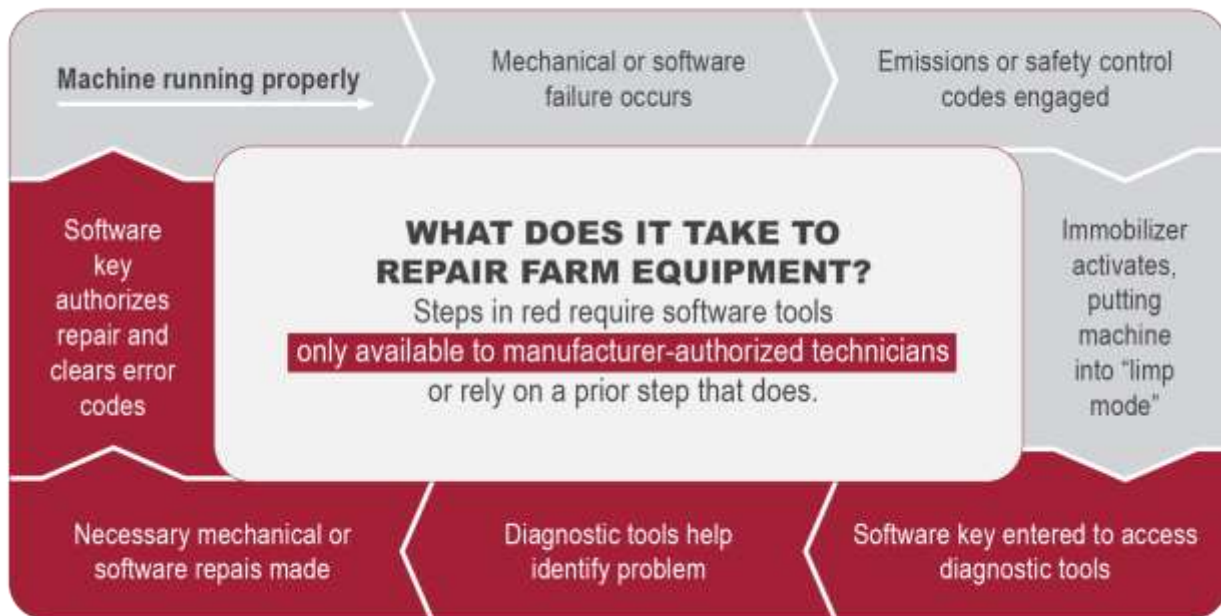 Machine running properly
Mechanical or software
failure occurs
Emissions or safety control
codes engaged
Immobilizer
activates,
putting
machine
into “limp
mode”
Software key entered to access
diagnostic tools
Diagnostic tools help
identify problem
Necessary mechanical or
software repais made
Software
key
authorizes
repair and
clears error
codes
WHAT DOES IT TAKE TO
REPAIR FARM EQUIPMENT?
Steps in red require software tools
only available to manufacturer-authorized technicians
or rely on a prior step that does.